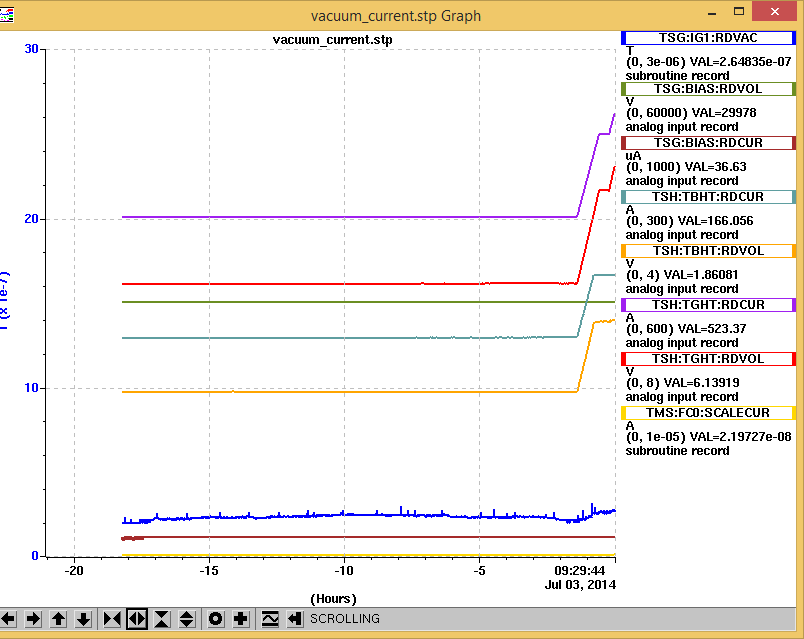 vacuum_current.stp Graph
vacuum_current.stp
30
20
10
0
-20
-15
-10
-5
09:29:44
Jul 03, 2014
(Hours)
TSG:IG1:RDVAC
T
(0, 3e-06) VAL=2.64835e-07
subroutine record
TSG:BIAS:RDVOL
V
(0, 60000) VAL=29978
analog input record
TSG:BIAS:RDCUR
uA
(0, 1000) VAL=36.63
analog input record
TSH:TBHT:RDCUR
A
(0, 300) VAL=166.056
analog input record
TSH:TBHT:RDVOL
V
(0, 4) VAL=1.86081
analog input record
TSH:TGHT:RDCUR
A
(0, 600) VAL=523.37
analog input record
TSH:TGHT:RDVOL
V
(0, 8) VAL=6.13919
analog input record
TMS:FC0:SCALECUR
A
(0, 1e-05) VAL=2.19727e-08
subroutine record
SCROLLING